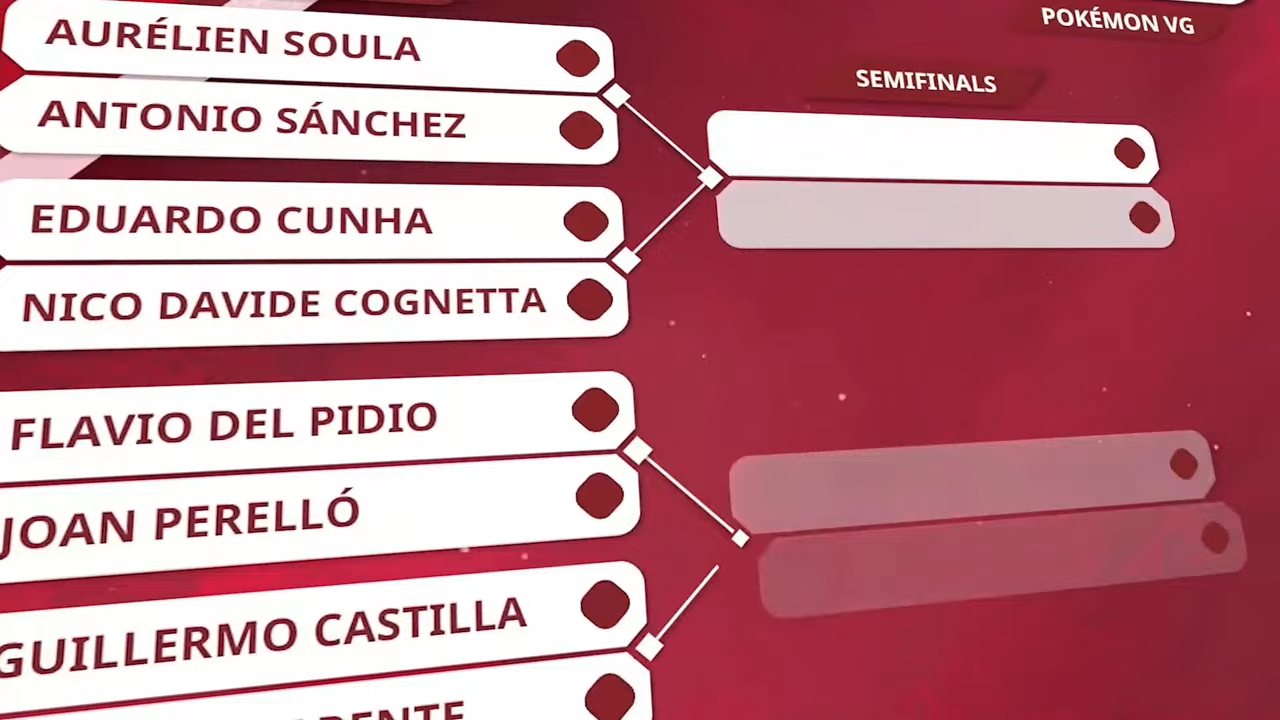 AURÉLIEN SOULA
ANTONIO SÁNCHEZ
EDUARDO CUNHA
NICO DAVIDE COGNETTA
FLAVIO DEL PIDIO
JOAN PERELLÓ
GUILLERMO CASTILLA
POKÉMON VG
SEMIFINALS